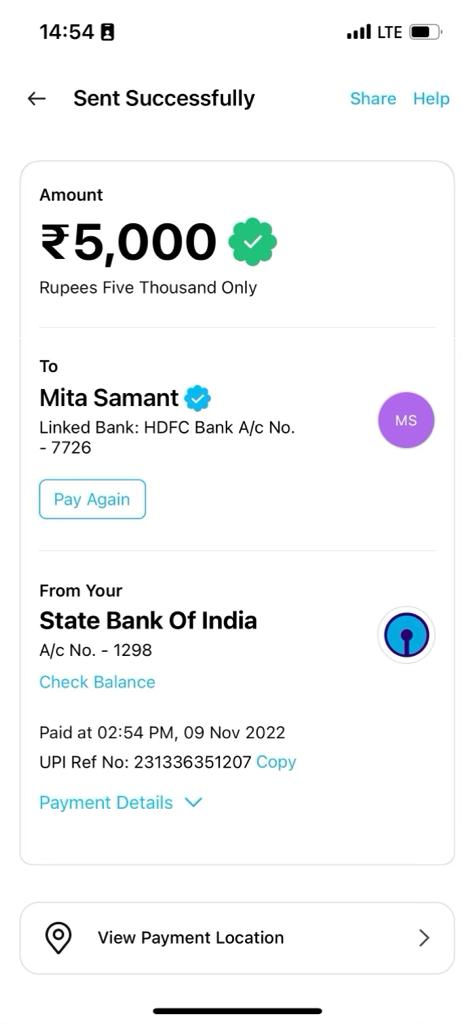 14:54
LTE
Sent Successfully
Share Help
Amount
₹5,000
Rupees Five Thousand Only
To
Mita Samant
Linked Bank: HDFC Bank A/c No.
- 7726
MS
Pay Again
From Your
State Bank Of India
A/c No. - 1298
Check Balance
Paid at 02:54 PM, 09 Nov 2022
UPI Ref No: 231336351207 Copy
Payment Details
View Payment Location